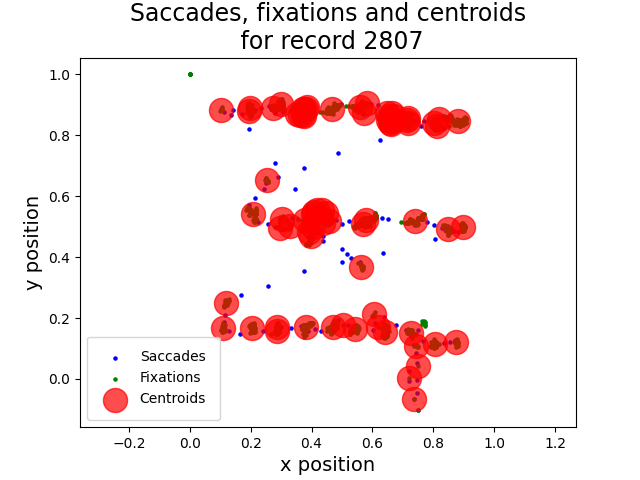 Saccades, fixations and centroids
for record 2807
1.0
0.8
0.6
0.4
0.2
0.0
y position
Saccades
Fixations
Centroids
−0.2
0.0
0.2
0.4
0.6
0.8
1.0
1.2
x position